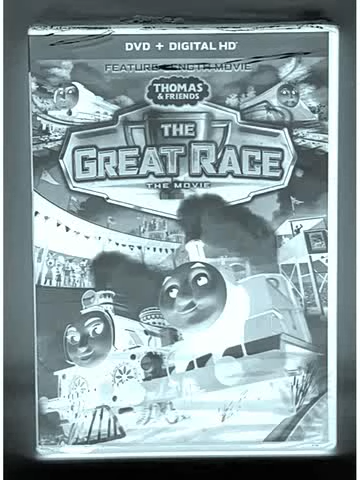 DVD + DIGITAL HD
FEATURE-LENGTH MOVIE
THOMAS
& FRIENDS
THE
GREAT RACE
THE MOVIE